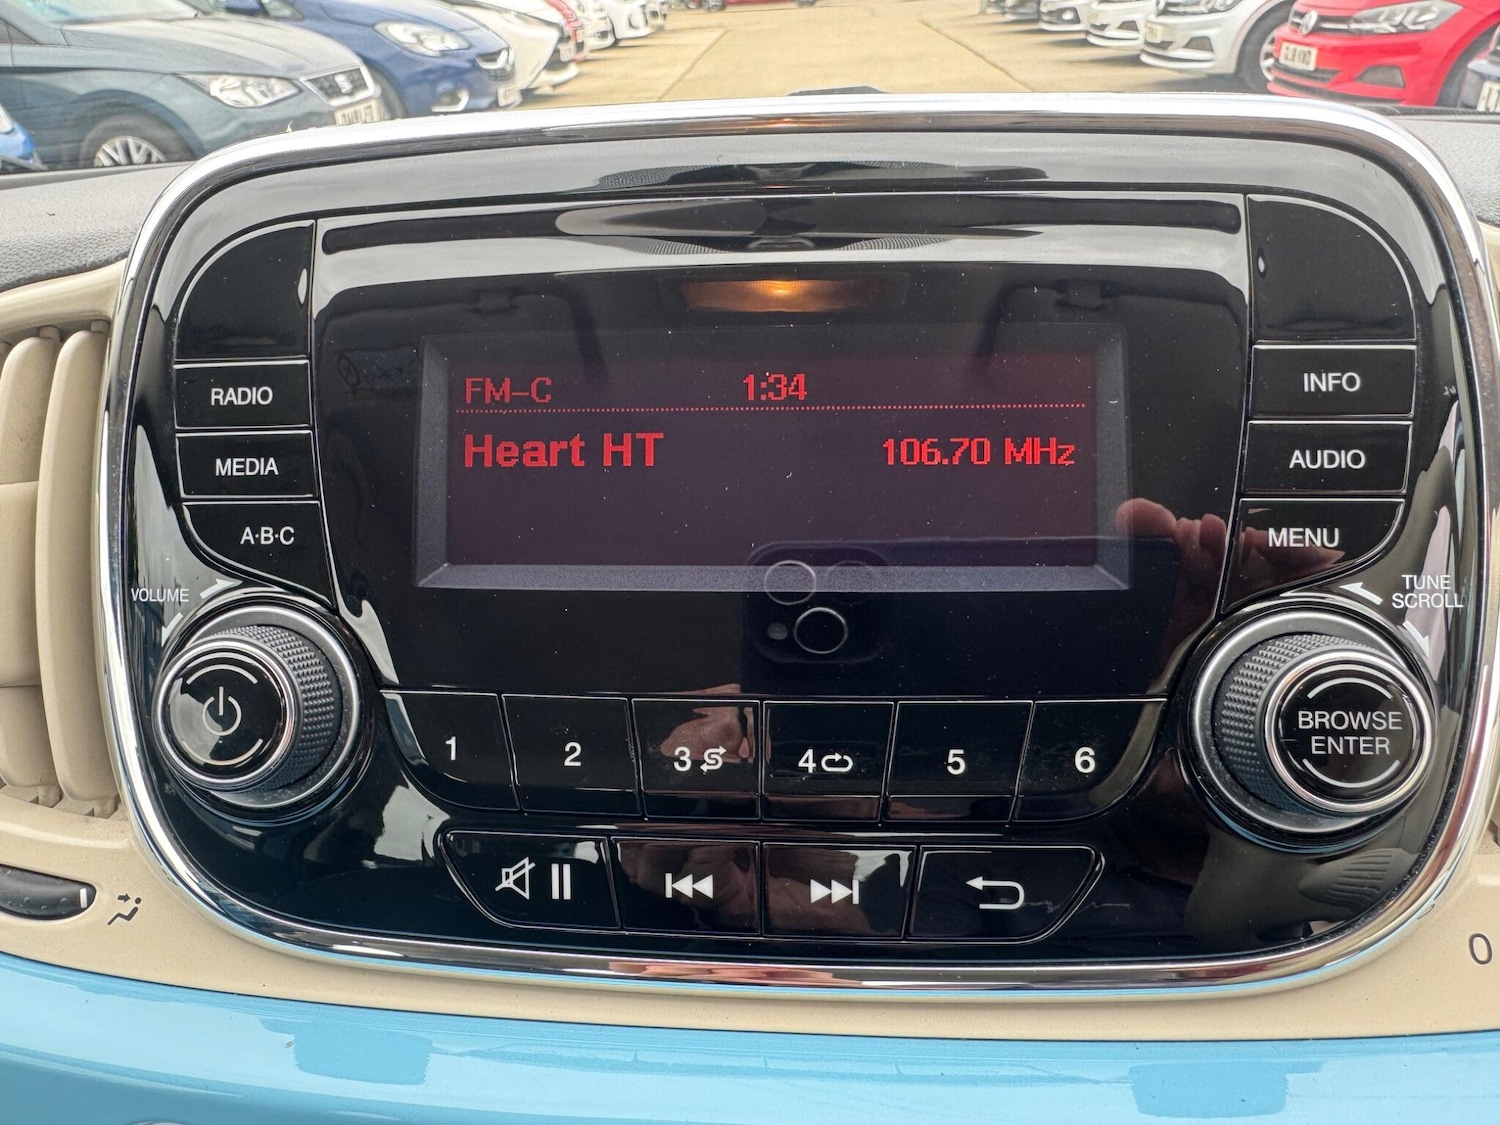 FM-C 1:34
Heart HT 106.70 MHz
RADIO
MEDIA
A·B·C
VOLUME
INFO
AUDIO
MENU
TUNE
SCROLL
BROWSE
ENTER
1 2 3 4 5 6
0